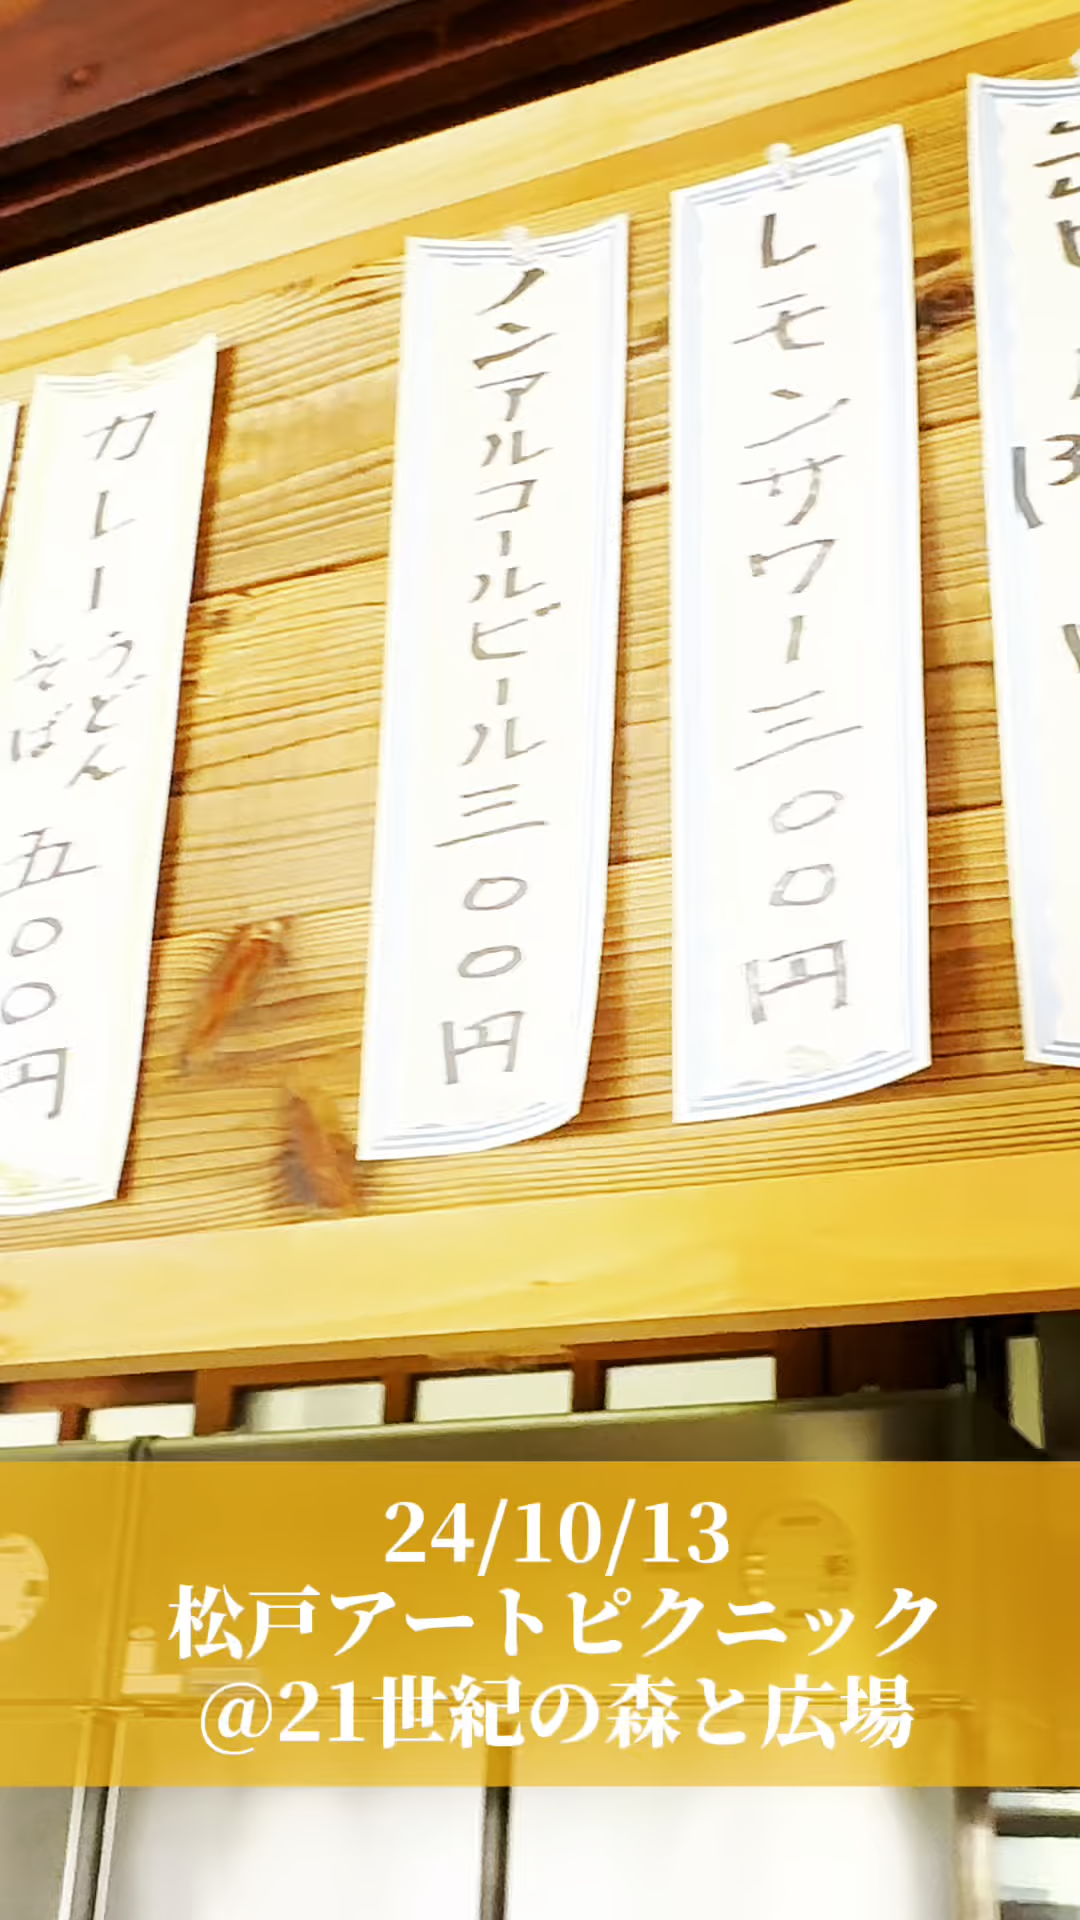 レモンサワー三〇〇円
ノンアルコールビール三〇〇円
カレーうどん
そば
五〇〇円
24/10/13
松戸アートピクニック
@21世紀の森と広場